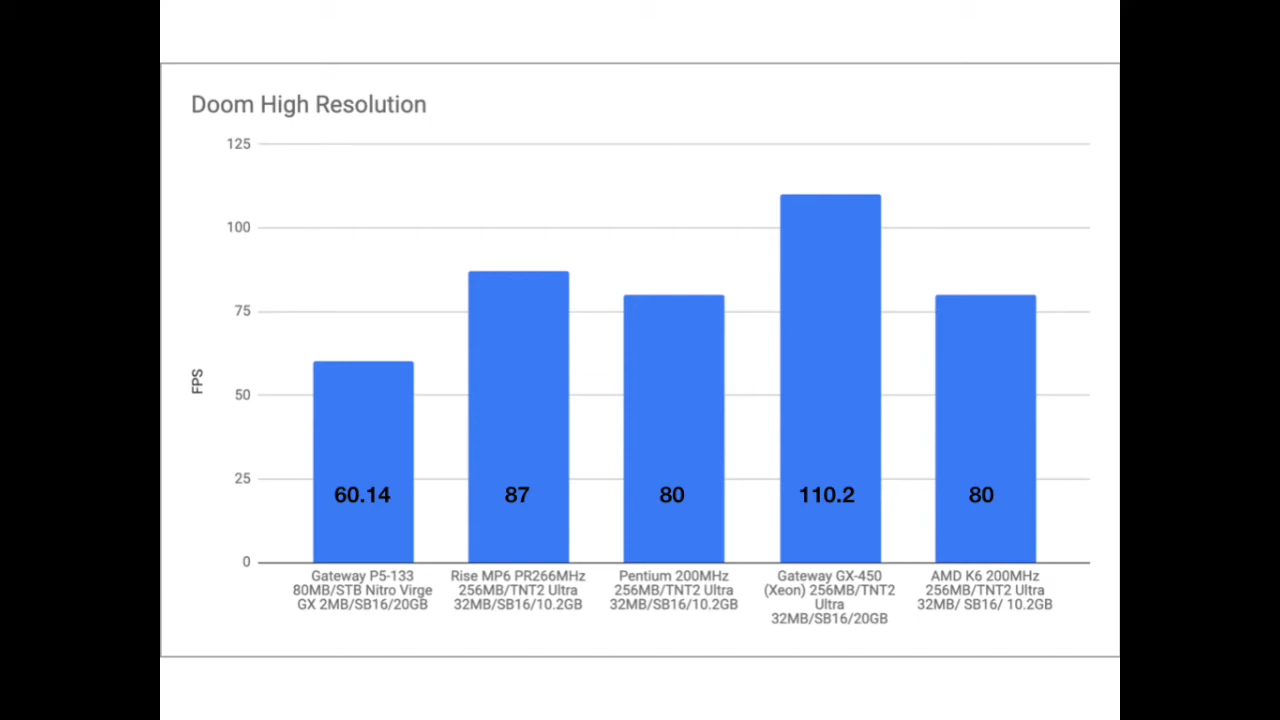 Doom High Resolution
125
100
75
50
25
0
FPS
60.14
87
80
110.2
80
Gateway P5-133
80MB/STB Nitro Virge
GX 2MB/SB16/20GB
Rise MP6 PR266MHz
256MB/TNT2 Ultra
32MB/SB16/10.2GB
Pentium 200MHz
256MB/TNT2 Ultra
32MB/SB16/10.2GB
Gateway GX-450
(Xeon) 256MB/TNT2
Ultra
32MB/SB16/20GB
AMD K6 200MHz
256MB/TNT2 Ultra
32MB/ SB16/ 10.2GB